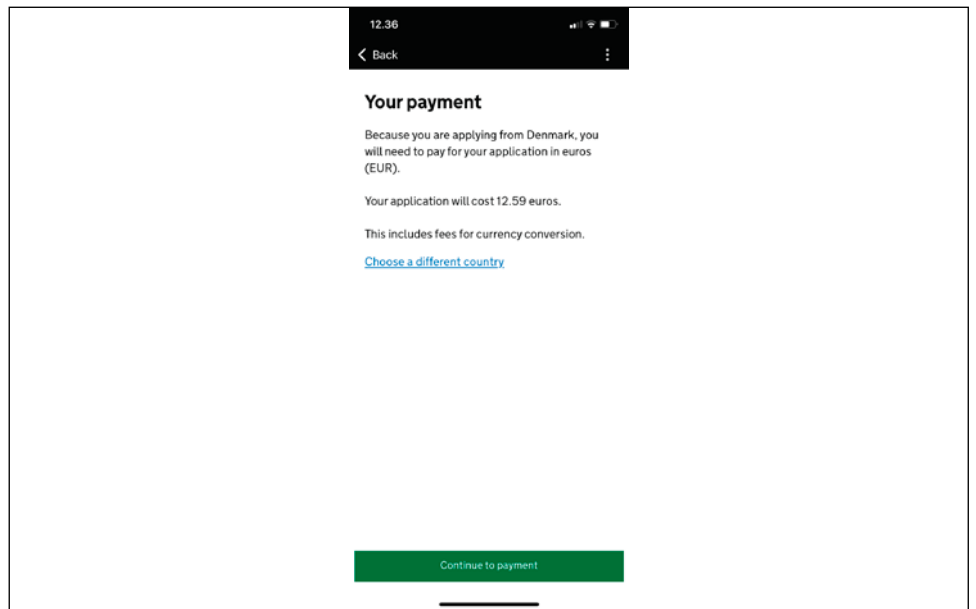 12.36
Back
Your payment
Because you are applying from Denmark, you
will need to pay for your application in euros
(EUR).
Your application will cost 12.59 euros.
This includes fees for currency conversion.
Choose a different country
Continue to payment